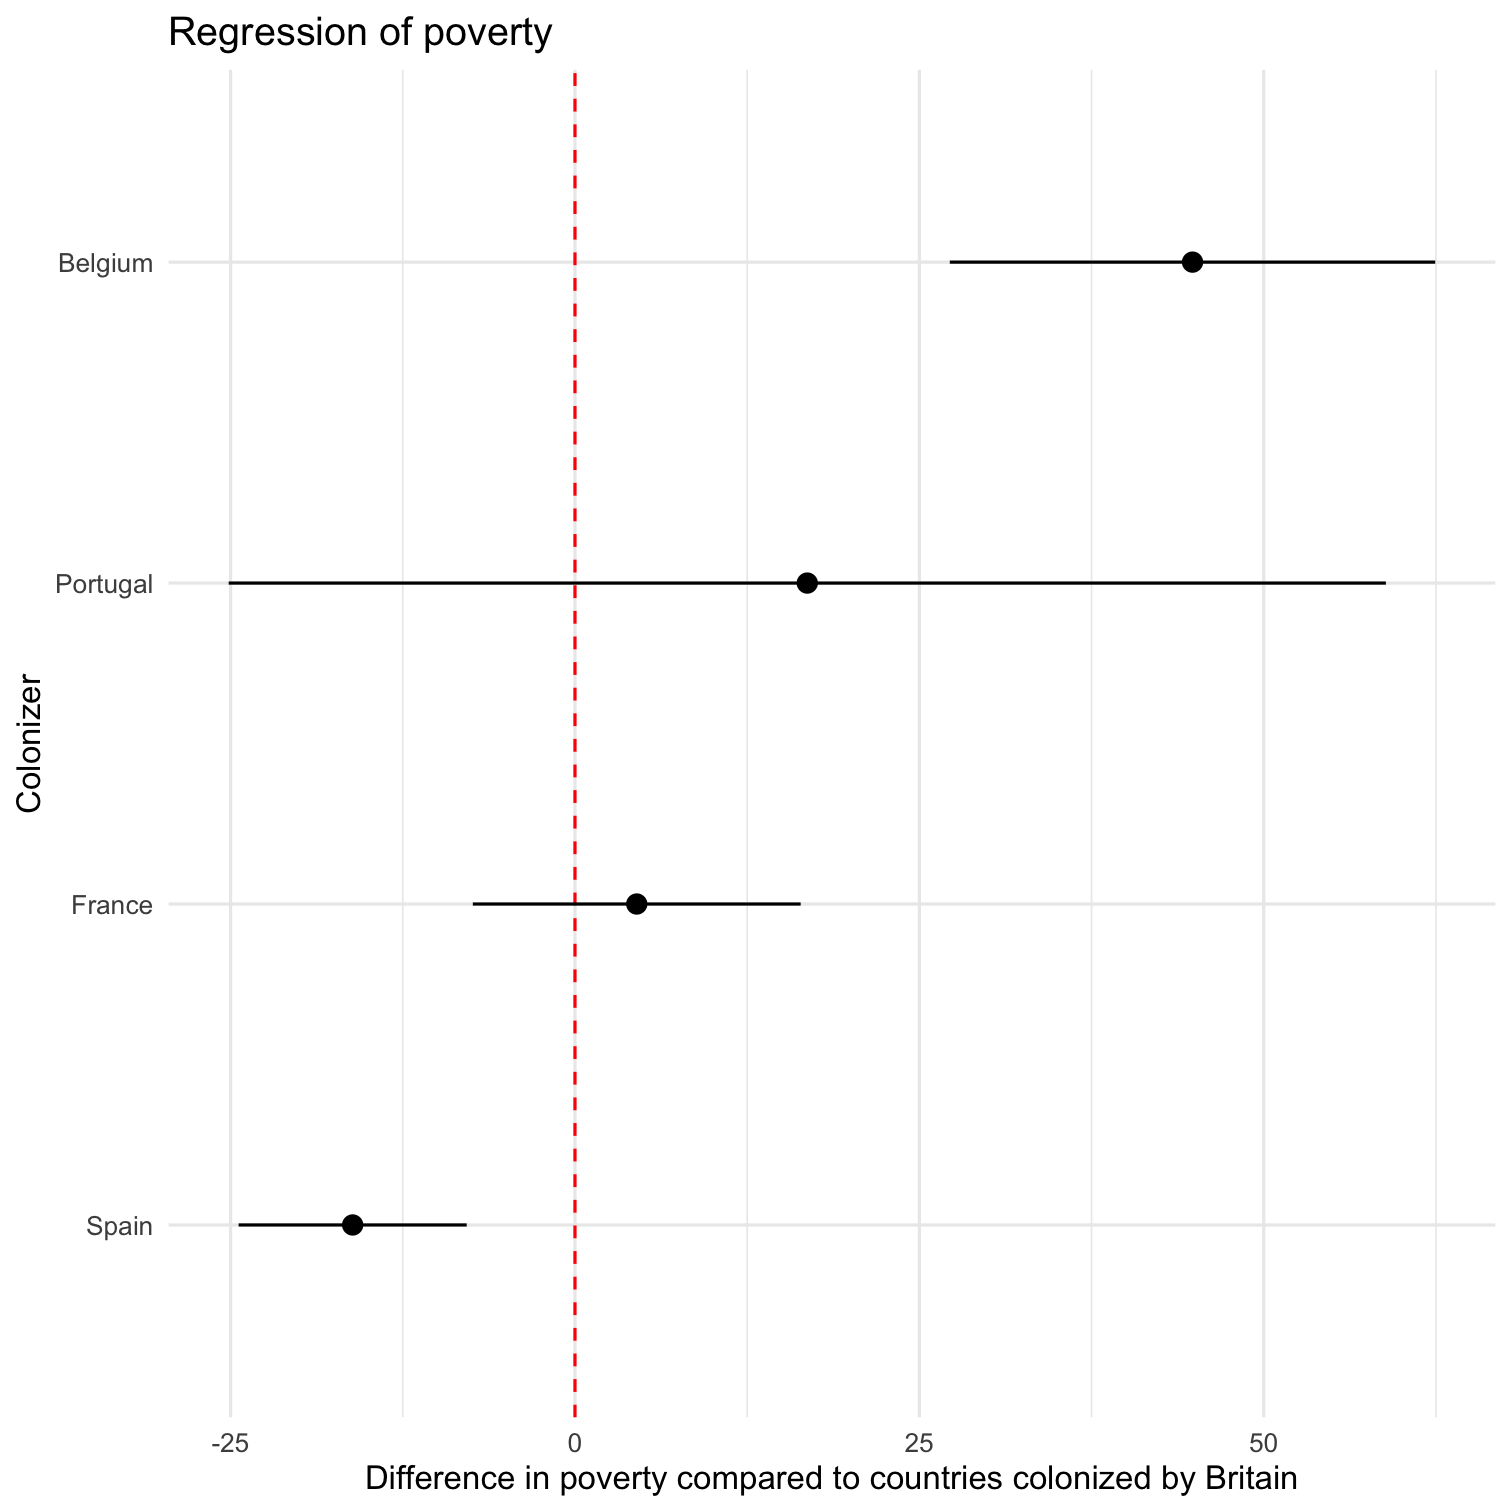 Regression of poverty
Colonizer
Belgium
Portugal
France
Spain
-25 0 25 50
Difference in poverty compared to countries colonized by Britain